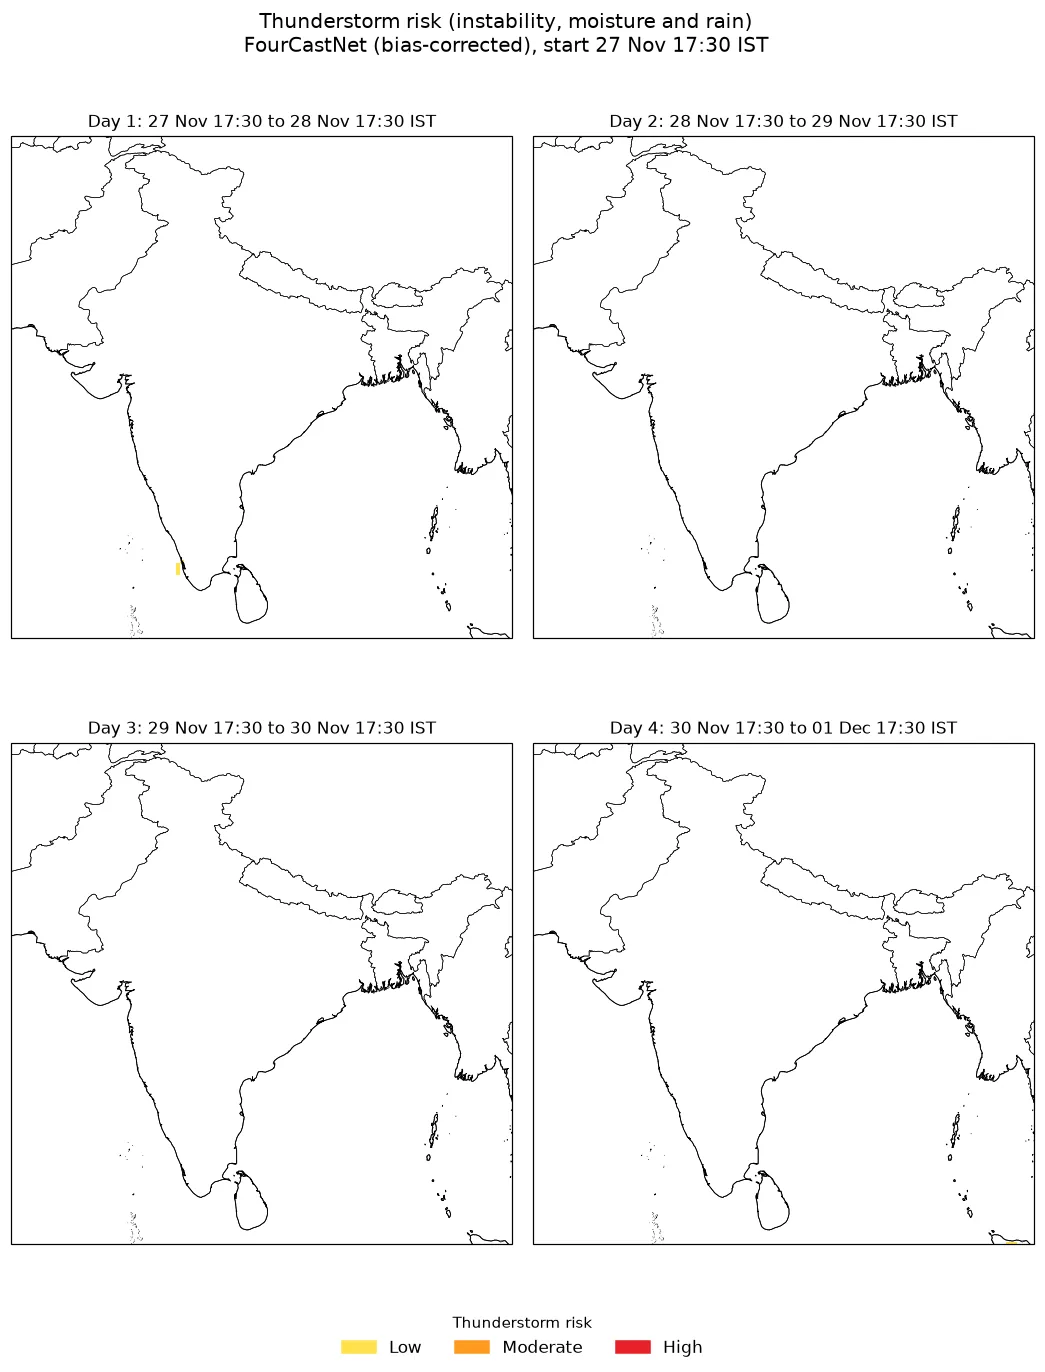 Thunderstorm risk (instability, moisture and rain)
FourCastNet (bias-corrected), start 27 Nov 17:30 IST
Day 1: 27 Nov 17:30 to 28 Nov 17:30 IST
Day 2: 28 Nov 17:30 to 29 Nov 17:30 IST
Day 3: 29 Nov 17:30 to 30 Nov 17:30 IST
Day 4: 30 Nov 17:30 to 01 Dec 17:30 IST
Thunderstorm risk
Low Moderate High